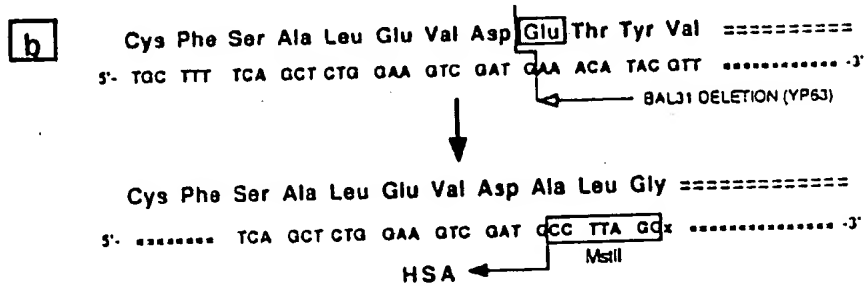 b
Cys Phe Ser Ala Leu Glu Val Asp Glu Thr Tyr Val ==========
5'- TGC TTT TCA GCT CTG GAA GTC GAT GAA ACA TAC GTT ............ -3'
BAL31 DELETION (YP63)
Cys Phe Ser Ala Leu Glu Val Asp Ala Leu Gly =============
5'- ........ TCA GCT CTG GAA GTC GAT GCC TTA GGx ................ -3'
MstII
HSA